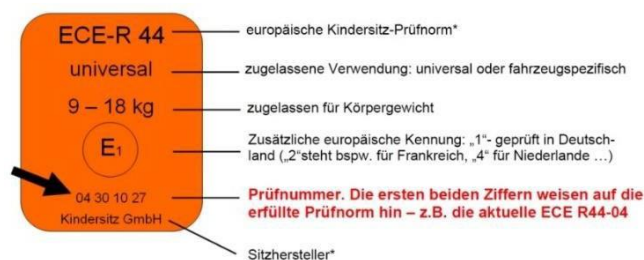 ECE-R 44
europäische Kindersitz-Prüfnorm*
universal
zugelassene Verwendung: universal oder fahrzeugspezifisch
9 – 18 kg
zugelassen für Körpergewicht
E1
Zusätzliche europäische Kennung: „1“- geprüft in Deutsch-
land („2“steht bspw. für Frankreich, „4“ für Niederlande ...)
04 30 10 27
Prüfnummer. Die ersten beiden Ziffern weisen auf die
erfüllte Prüfnorm hin – z.B. die aktuelle ECE R44-04
Kindersitz GmbH
Sitzhersteller*